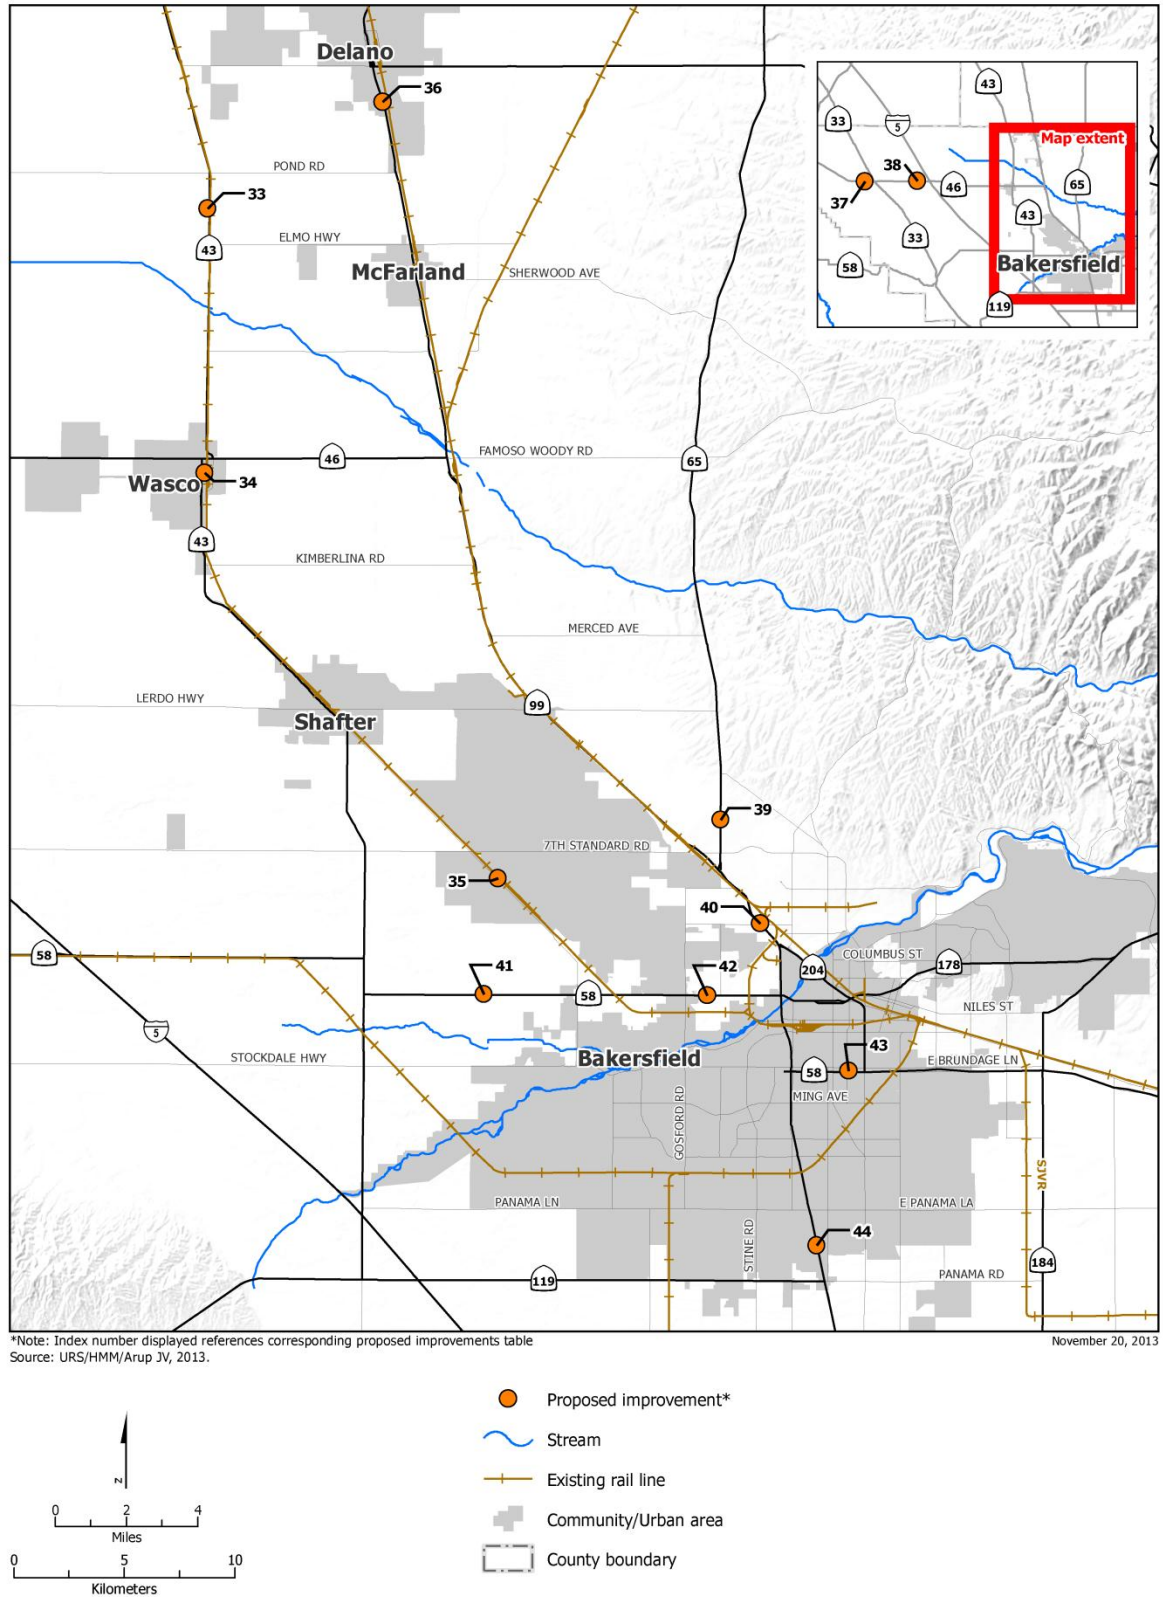 Delano
36
43
33
5
Map extent
38
46
65
37
43
33
58
Bakersfield
119
POND RD
33
ELMO HWY
43
McFarland
SHERWOOD AVE
46
FAMOSO WOODY RD
65
Wasco
34
43
KIMBERLINA RD
MERCED AVE
LERDO HWY
99
Shafter
39
7TH STANDARD RD
35
40
COLUMBUS ST
58
41
42
204
178
58
NILES ST
5
STOCKDALE HWY
Bakersfield
43
E BRUNDAGE LN
58
MING AVE
GOSFORD RD
SJVR
PANAMA LN
E PANAMA LA
STINE RD
44
184
119
PANAMA RD
*Note: Index number displayed references corresponding proposed improvements table
November 20, 2013
Source: URS/HMM/Arup JV, 2013.
Proposed improvement*
Stream
Existing rail line
Community/Urban area
County boundary
N
0 2 4
Miles
0 5 10
Kilometers